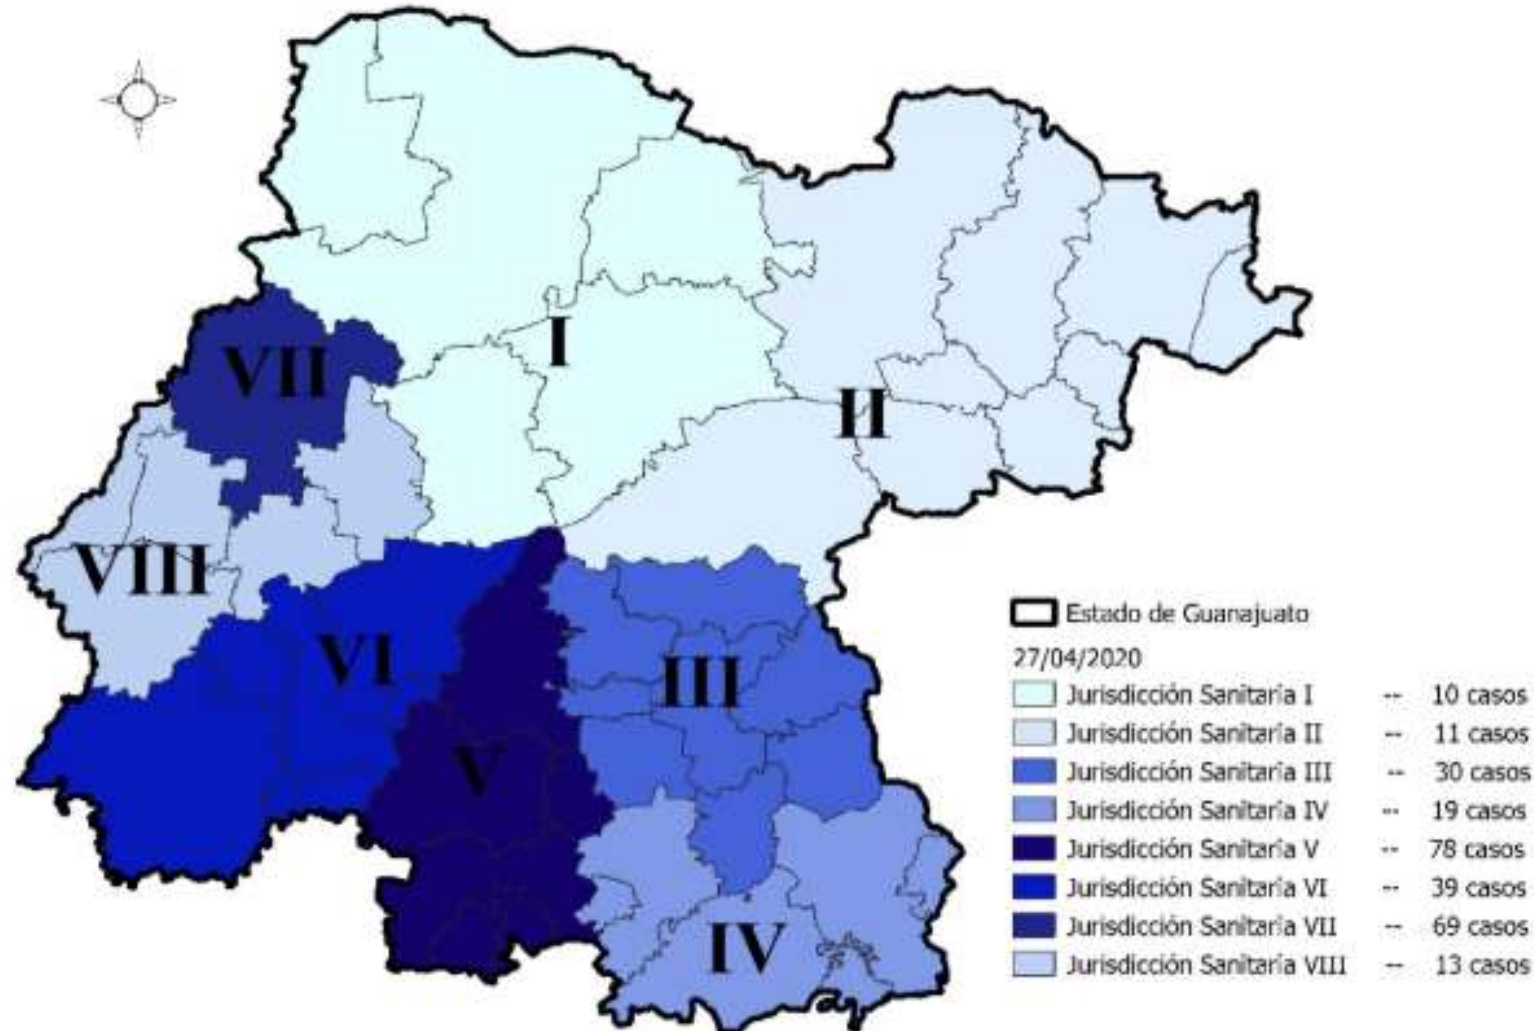 I
VII
II
VIII
VI
III
V
IV
Estado de Guanajuato
27/04/2020
Jurisdicción Sanitaria I -- 10 casos
Jurisdicción Sanitaria II -- 11 casos
Jurisdicción Sanitaria III -- 30 casos
Jurisdicción Sanitaria IV -- 19 casos
Jurisdicción Sanitaria V -- 78 casos
Jurisdicción Sanitaria VI -- 39 casos
Jurisdicción Sanitaria VII -- 69 casos
Jurisdicción Sanitaria VIII -- 13 casos